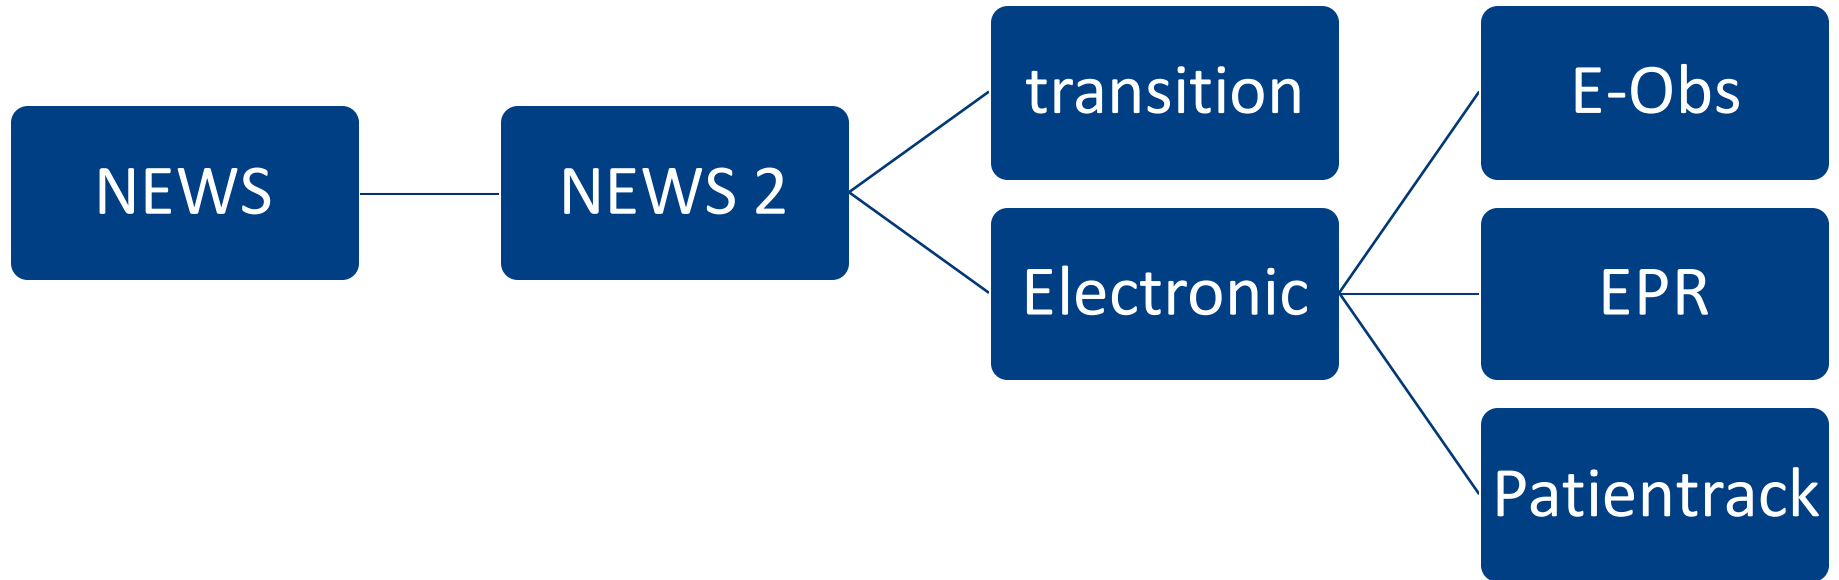 NEWS
NEWS 2
transition
Electronic
E-Obs
EPR
Patientrack